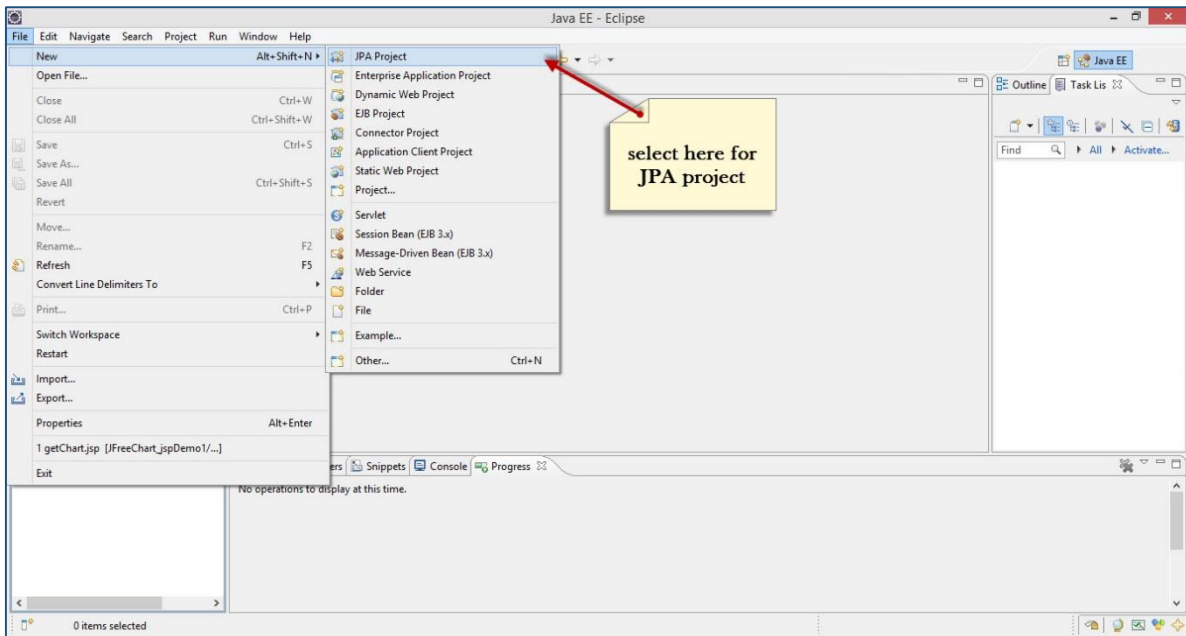 Java EE - Eclipse
File Edit Navigate Search Project Run Window Help
New Alt+Shift+N
Open File...
Close Ctrl+W
Close All Ctrl+Shift+W
Save Ctrl+S
Save As...
Save All Ctrl+Shift+S
Revert
Move...
Rename... F2
Refresh F5
Convert Line Delimiters To
Print... Ctrl+P
Switch Workspace
Restart
Import...
Export...
Properties Alt+Enter
1 getChart.jsp [JFreeChart_jspDemo1/...]
Exit
JPA Project
Enterprise Application Project
Dynamic Web Project
EJB Project
Connector Project
Application Client Project
Static Web Project
Project...
Servlet
Session Bean (EJB 3.x)
Message-Driven Bean (EJB 3.x)
Web Service
Folder
File
Example...
Other... Ctrl+N
select here for
JPA project
Java EE
Outline Task Lis
Find All Activate...
ers Snippets Console Progress
No operations to display at this time.
0 items selected